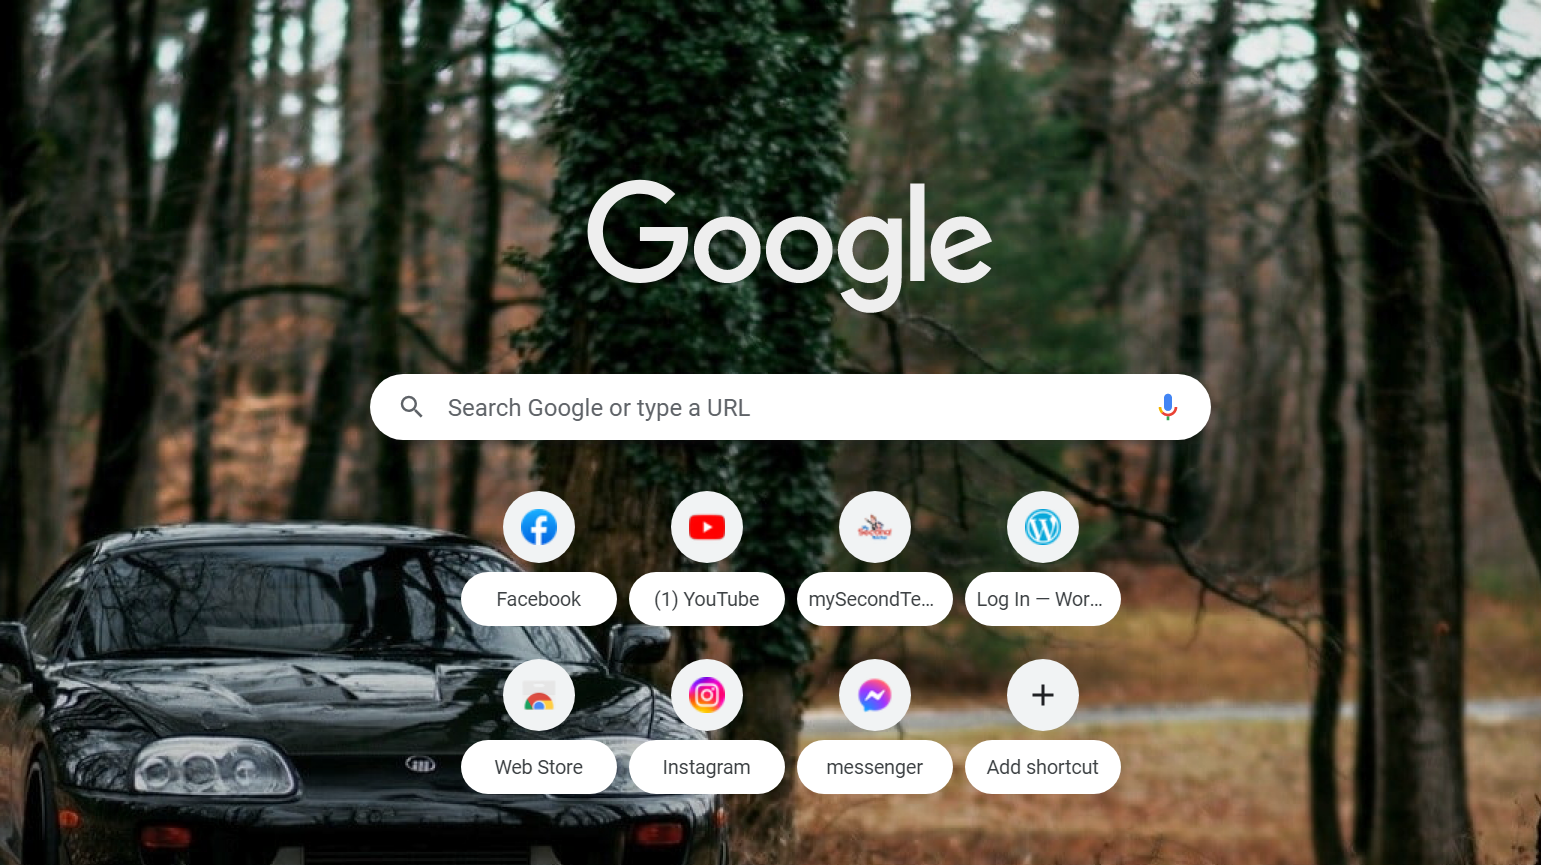 Google
Search Google or type a URL
Facebook
(1) YouTube
mySecondTe...
Log In — Wor...
Web Store
Instagram
messenger
Add shortcut